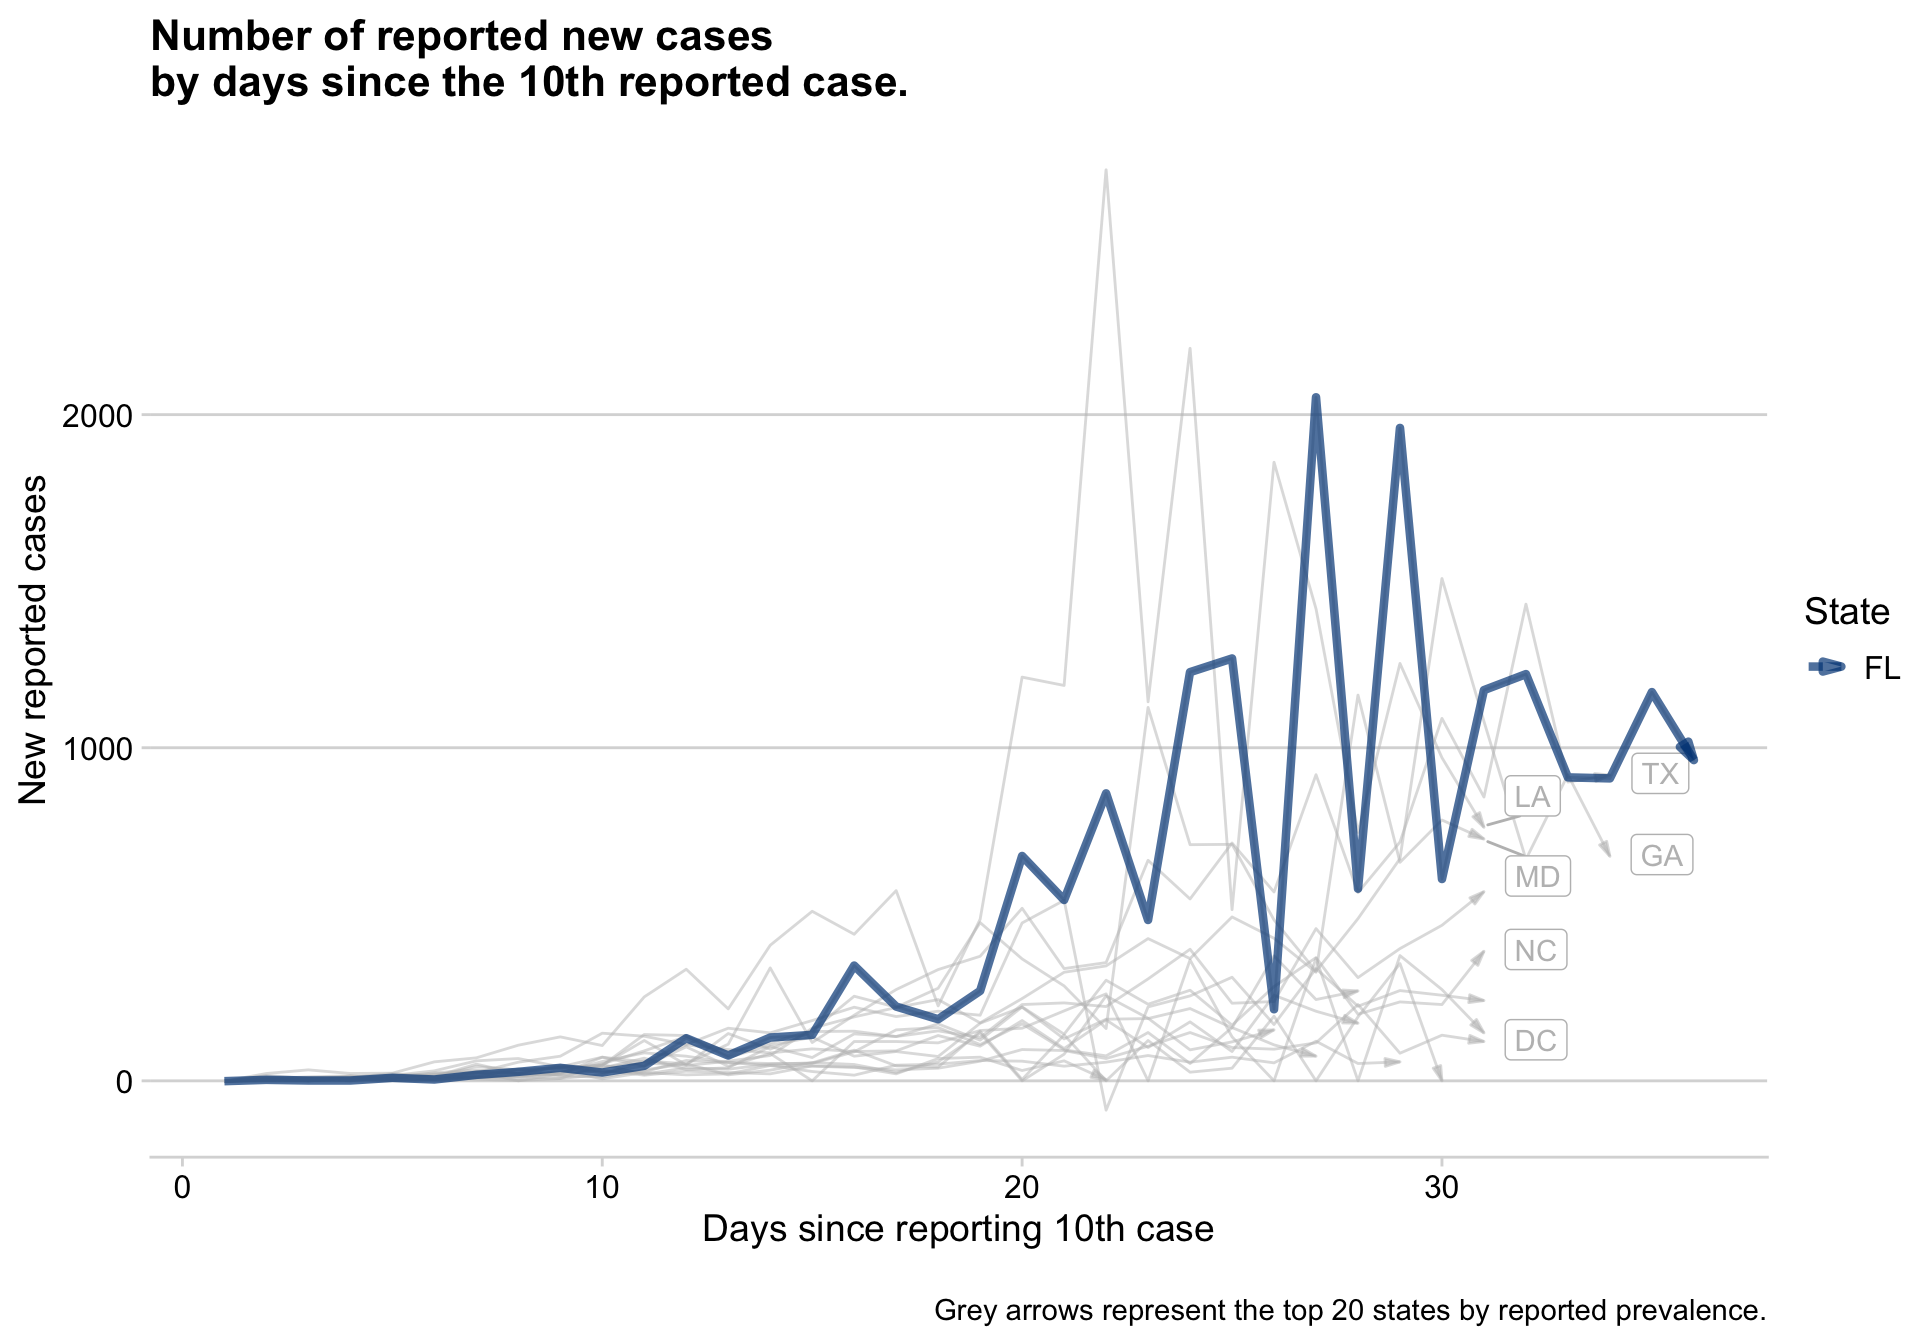 Number of reported new cases
by days since the 10th reported case.
New reported cases
2000
1000
0
LA
TX
MD
GA
NC
DC
State
FL
0
10
20
30
Days since reporting 10th case
Grey arrows represent the top 20 states by reported prevalence.